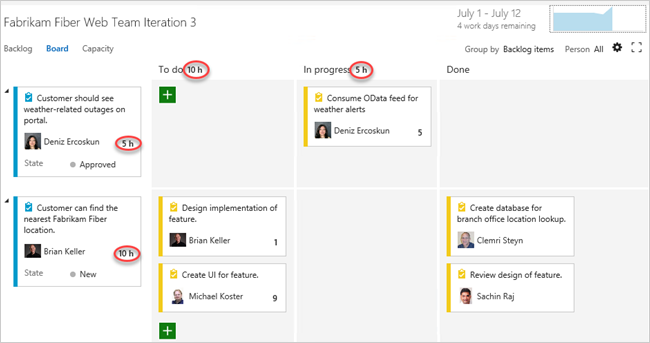 Fabrikam Fiber Web Team Iteration 3
July 1 - July 12
4 work days remaining
Backlog Board Capacity
Group by Backlog items Person All
To do 10 h In progress 5 h Done
Customer should see
weather-related outages on
portal.
Deniz Ercoskun
5 h
State Approved
Consume OData feed for
weather alerts
Deniz Ercoskun 5
Customer can find the
nearest Fabrikam Fiber
location.
Brian Keller
10 h
State New
Design implementation of
feature.
Brian Keller 1
Create UI for feature.
Michael Koster 9
Create database for
branch office location lookup.
Clemri Steyn
Review design of feature.
Sachin Raj